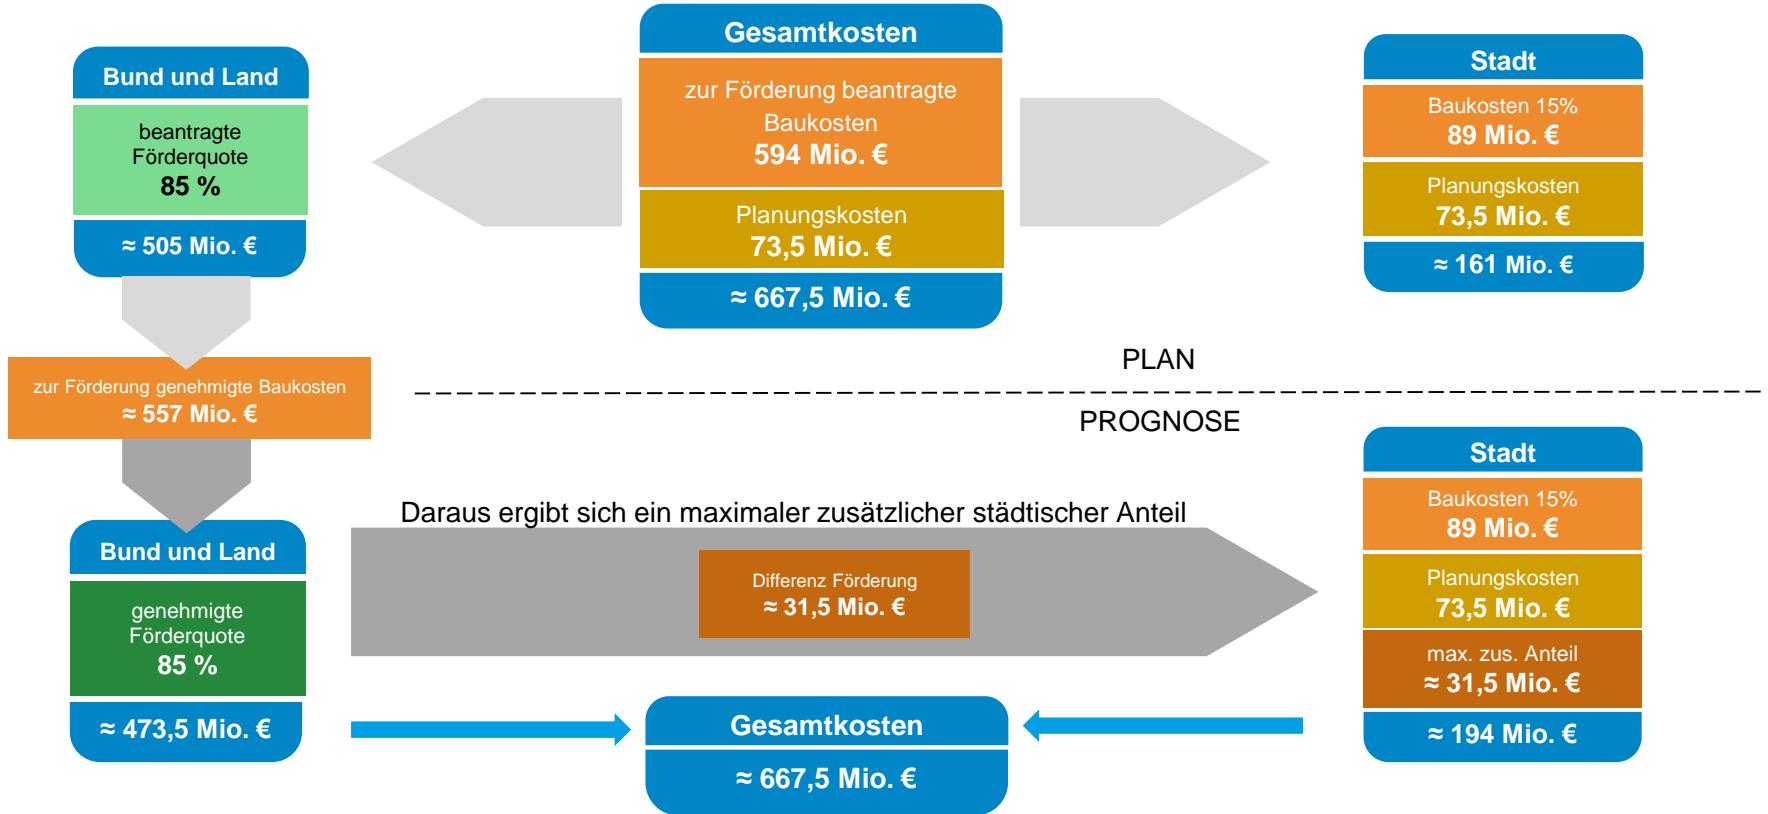 Bund und Land
beantragte
Förderquote
85 %
≈ 505 Mio. €
Gesamtkosten
zur Förderung beantragte
Baukosten
594 Mio. €
Planungskosten
73,5 Mio. €
≈ 667,5 Mio. €
Stadt
Baukosten 15%
89 Mio. €
Planungskosten
73,5 Mio. €
≈ 161 Mio. €
zur Förderung genehmigte Baukosten
≈ 557 Mio. €
PLAN
PROGNOSE
Bund und Land
genehmigte
Förderquote
85 %
≈ 473,5 Mio. €
Daraus ergibt sich ein maximaler zusätzlicher städtischer Anteil
Differenz Förderung
≈ 31,5 Mio. €
Stadt
Baukosten 15%
89 Mio. €
Planungskosten
73,5 Mio. €
max. zus. Anteil
≈ 31,5 Mio. €
≈ 194 Mio. €
Gesamtkosten
≈ 667,5 Mio. €